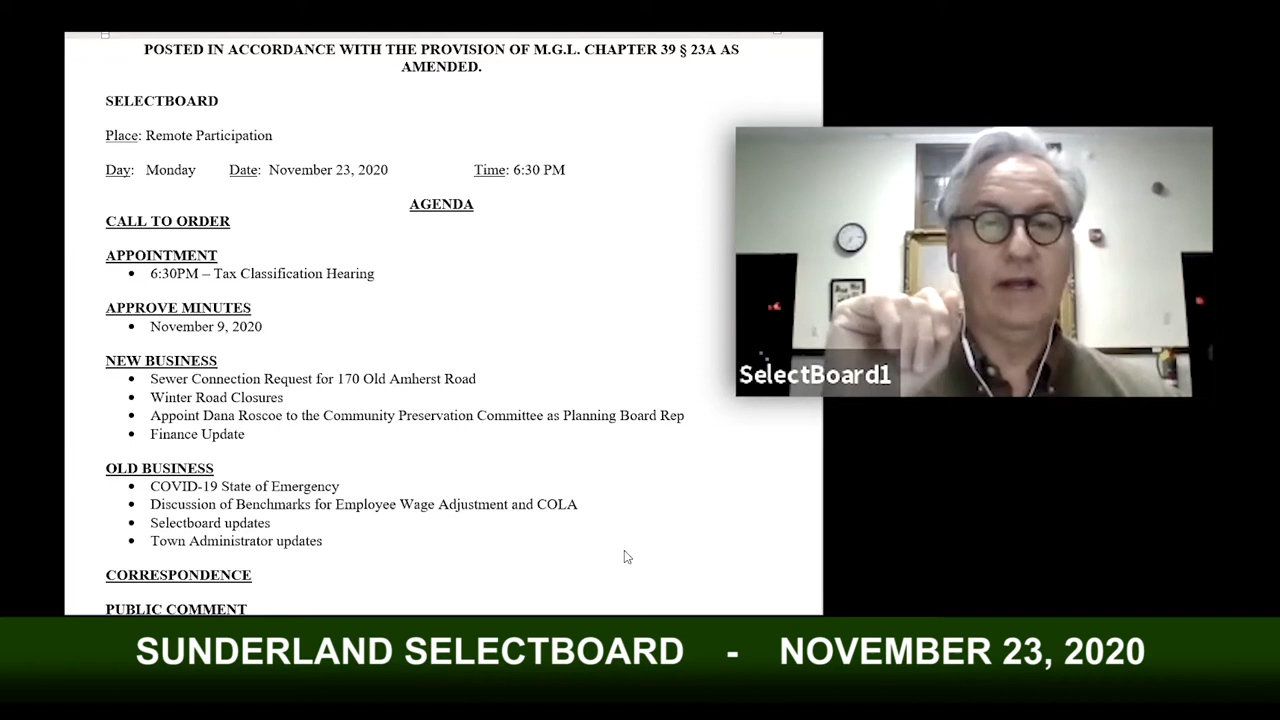 POSTED IN ACCORDANCE WITH THE PROVISION OF M.G.L. CHAPTER 39 § 23A AS
AMENDED.
SELECTBOARD
Place: Remote Participation
Day: Monday Date: November 23, 2020 Time: 6:30 PM
AGENDA
CALL TO ORDER
APPOINTMENT
• 6:30PM – Tax Classification Hearing
APPROVE MINUTES
• November 9, 2020
NEW BUSINESS
• Sewer Connection Request for 170 Old Amherst Road
• Winter Road Closures
• Appoint Dana Roscoe to the Community Preservation Committee as Planning Board Rep
• Finance Update
OLD BUSINESS
• COVID-19 State of Emergency
• Discussion of Benchmarks for Employee Wage Adjustment and COLA
• Selectboard updates
• Town Administrator updates
CORRESPONDENCE
PUBLIC COMMENT
SelectBoard1
SUNDERLAND SELECTBOARD - NOVEMBER 23, 2020